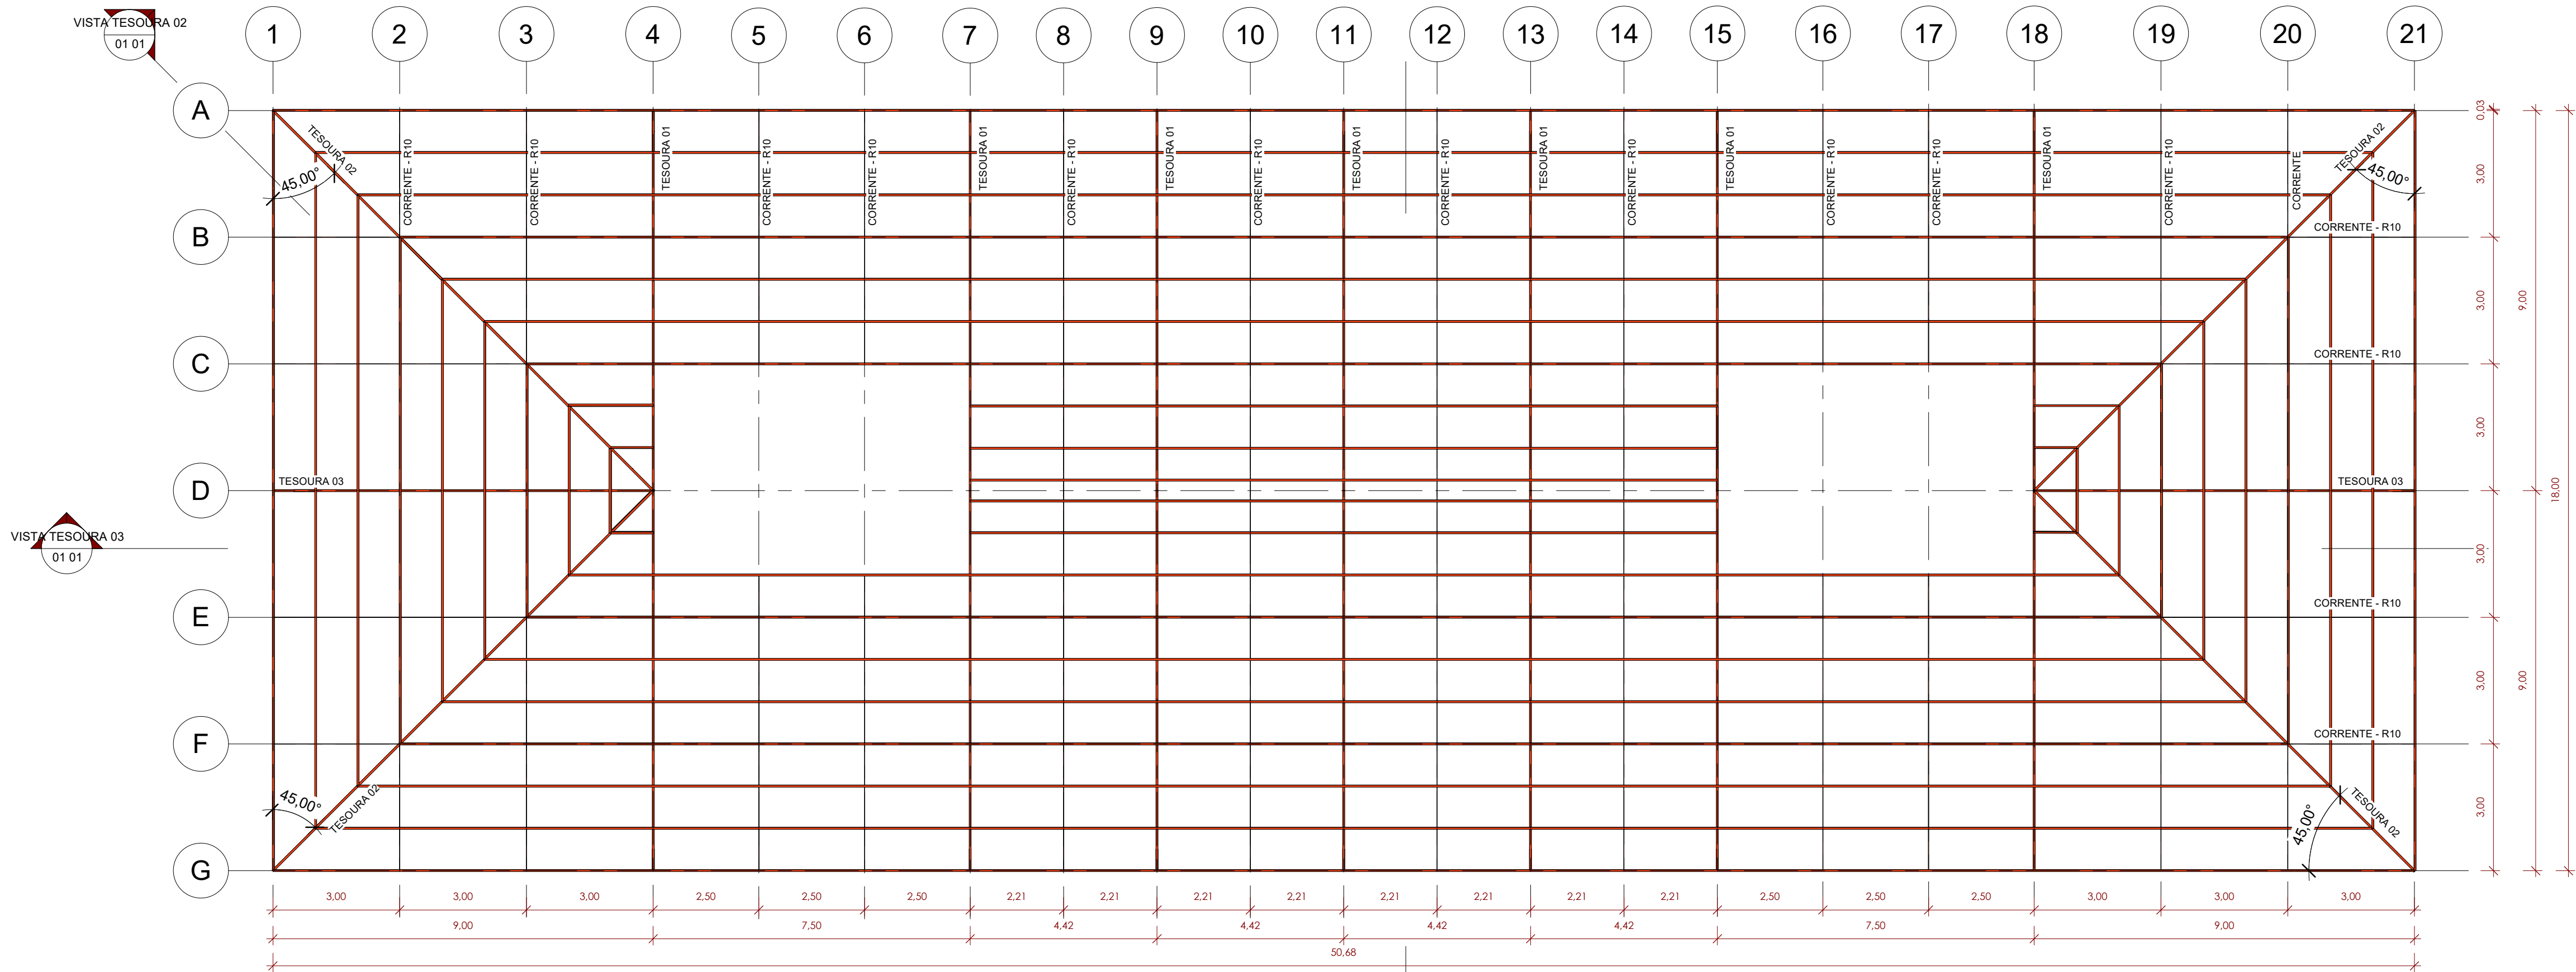 VISTA TESOURA 02
01 01
1 2 3 4 5 6 7 8 9 10 11 12 13 14 15 16 17 18 19 20 21
A
B
C
D
E
F
G
VISTA TESOURA 03
01 01
TESOURA 02
45,00°
CORRENTE - R10
CORRENTE - R10
TESOURA 01
CORRENTE - R10
CORRENTE - R10
TESOURA 01
CORRENTE - R10
TESOURA 01
CORRENTE - R10
TESOURA 01
CORRENTE - R10
TESOURA 01
CORRENTE - R10
TESOURA 01
CORRENTE - R10
CORRENTE - R10
TESOURA 01
CORRENTE - R10
CORRENTE
TESOURA 02
45,00°
CORRENTE - R10
CORRENTE - R10
TESOURA 03
TESOURA 03
CORRENTE - R10
CORRENTE - R10
45,00°
TESOURA 02
45,00°
TESOURA 02
0,03
3,00
3,00
3,00
3,00
3,00
3,00
9,00
9,00
18,00
3,00 3,00 3,00 2,50 2,50 2,50 2,21 2,21 2,21 2,21 2,21 2,21 2,21 2,21 2,50 2,50 2,50 3,00 3,00 3,00
9,00 7,50 4,42 4,42 4,42 4,42 7,50 9,00
50,68